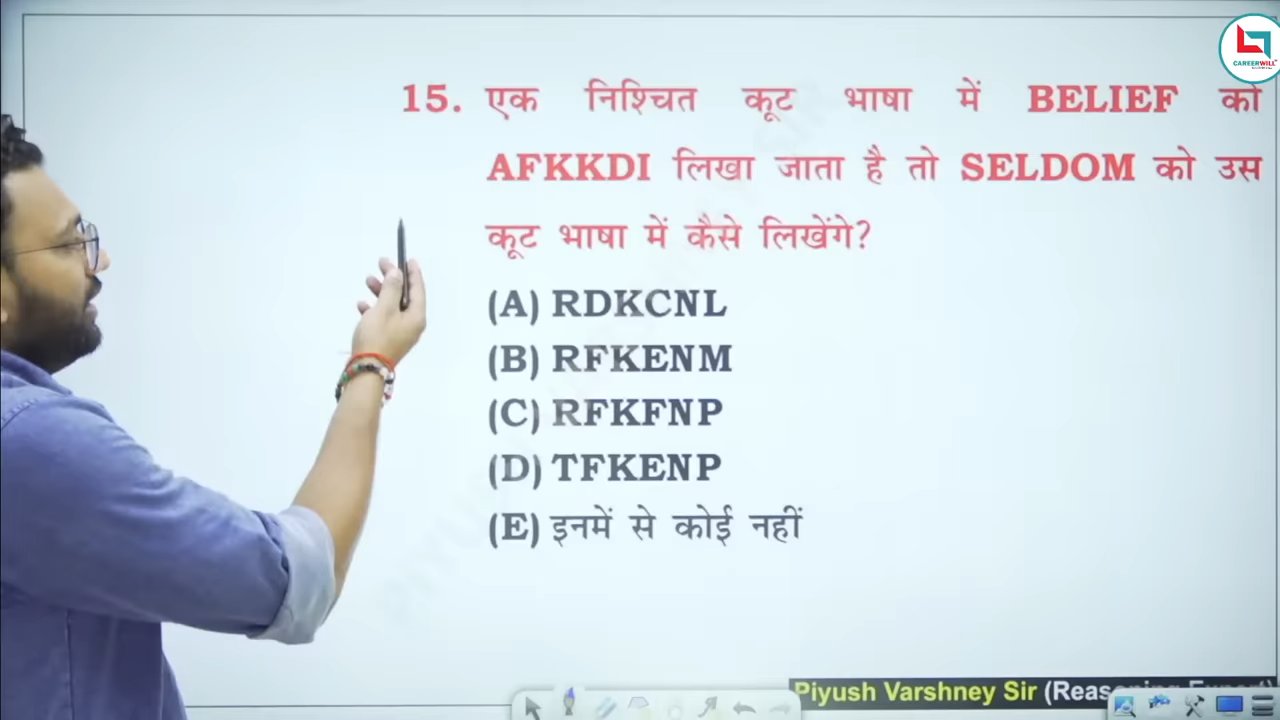 CAREERWILL
15. एक निश्चित कूट भाषा में BELIEF को
AFKKDI लिखा जाता है तो SELDOM को उस
कूट भाषा में कैसे लिखेंगे?
(A) RDKCNL
(B) RFKENM
(C) RFKFNP
(D) TFKENP
(E) इनमें से कोई नहीं
Piyush Varshney Sir (Reasoning Expert)